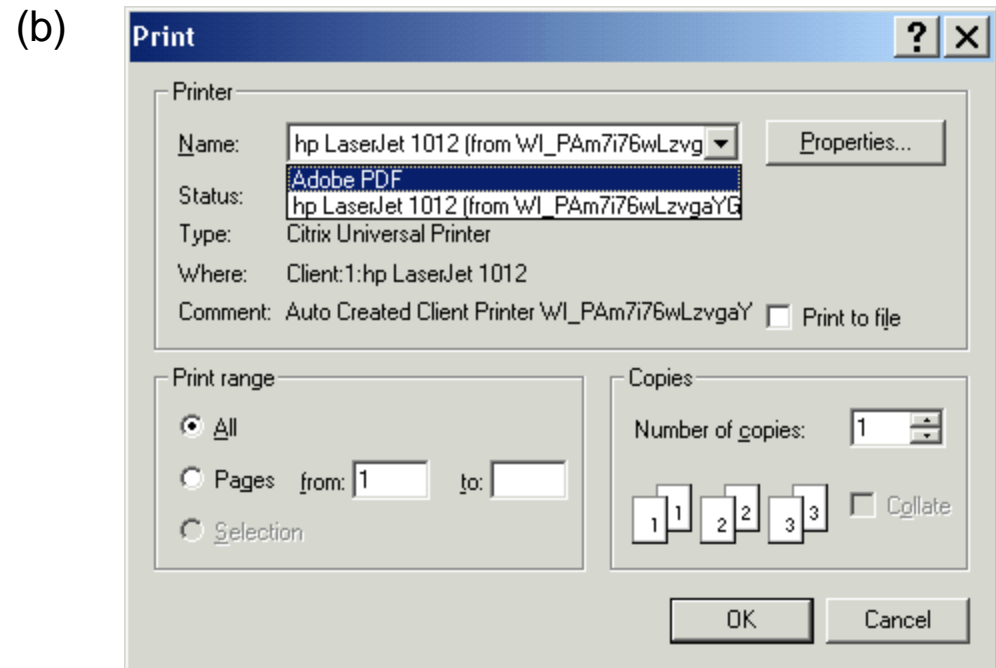 (b)
Print
? X
Printer
Name: hp LaserJet 1012 (from WI_PAm7i76wLzvg Properties...
Adobe PDF
Status: hp LaserJet 1012 (from WI_PAm7i76wLzvgaYG
Type: Citrix Universal Printer
Where: Client:1:hp LaserJet 1012
Comment: Auto Created Client Printer WI_PAm7i76wLzvgaY Print to file
Print range
All
Pages from: 1 to:
Selection
Copies
Number of copies: 1
1 1 2 2 3 3 Collate
OK Cancel